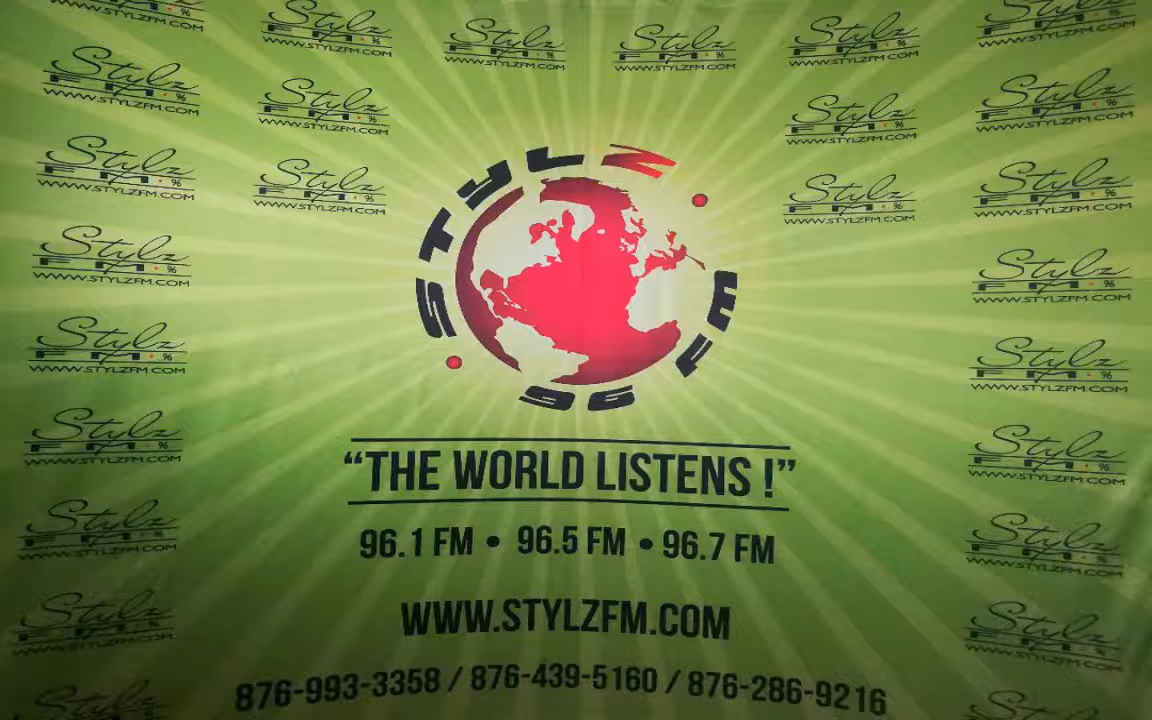 STYLZ FM 96
"THE WORLD LISTENS !"
96.1 FM • 96.5 FM • 96.7 FM
WWW.STYLZFM.COM
876-993-3358 / 876-439-5160 / 876-286-9216
Stylz
FM 96
WWW.STYLZFM.COM